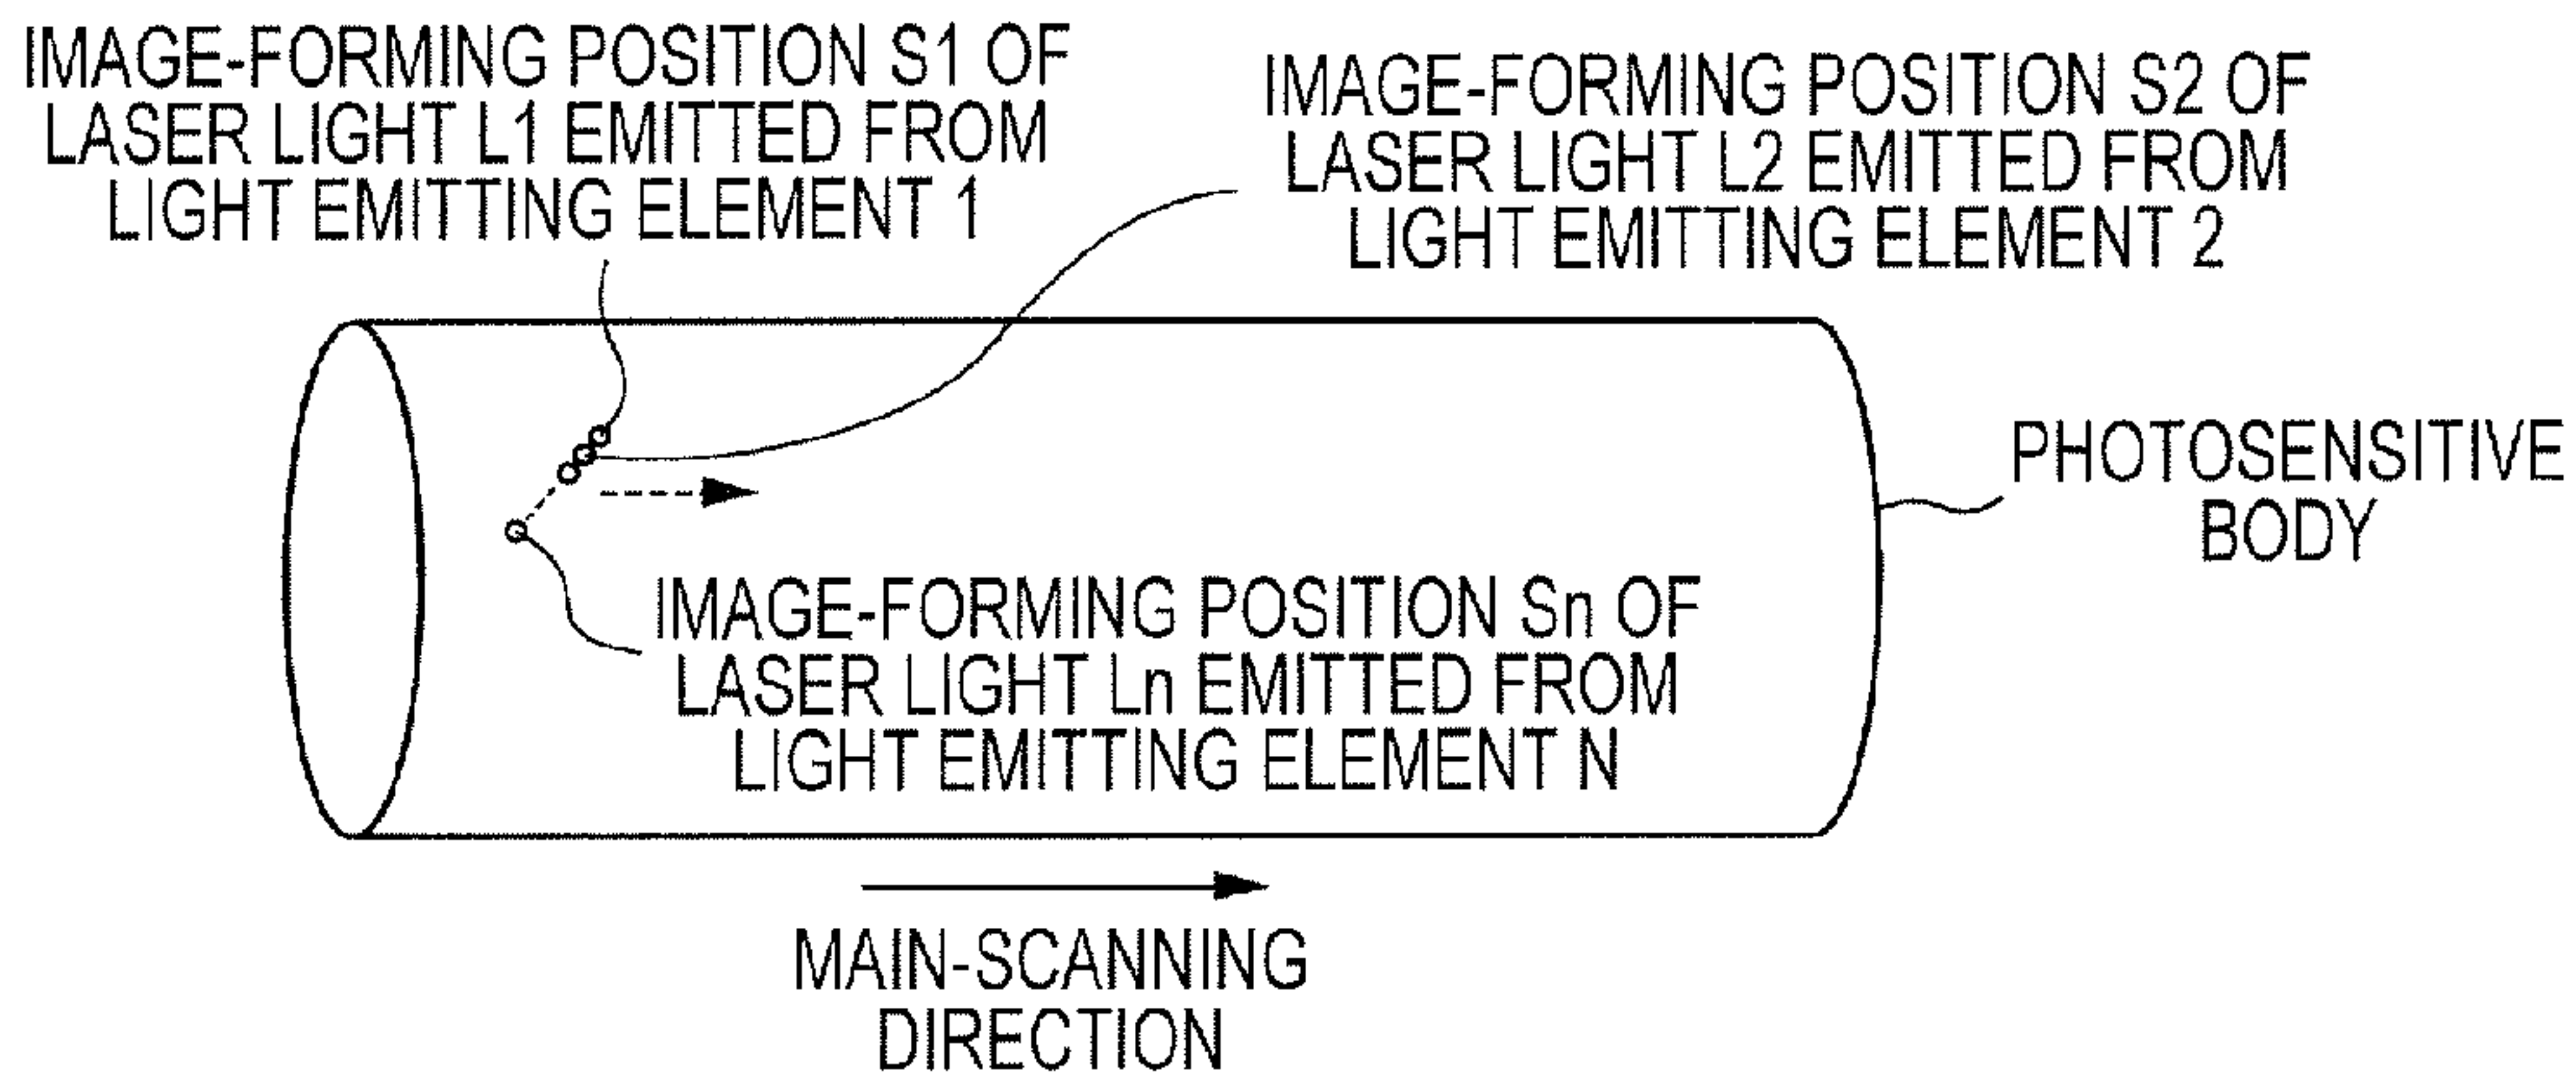 IMAGE-FORMING POSITION S1 OF
LASER LIGHT L1 EMITTED FROM
LIGHT EMITTING ELEMENT 1
IMAGE-FORMING POSITION S2 OF
LASER LIGHT L2 EMITTED FROM
LIGHT EMITTING ELEMENT 2
PHOTOSENSITIVE
BODY
IMAGE-FORMING POSITION Sn OF
LASER LIGHT Ln EMITTED FROM
LIGHT EMITTING ELEMENT N
MAIN-SCANNING
DIRECTION